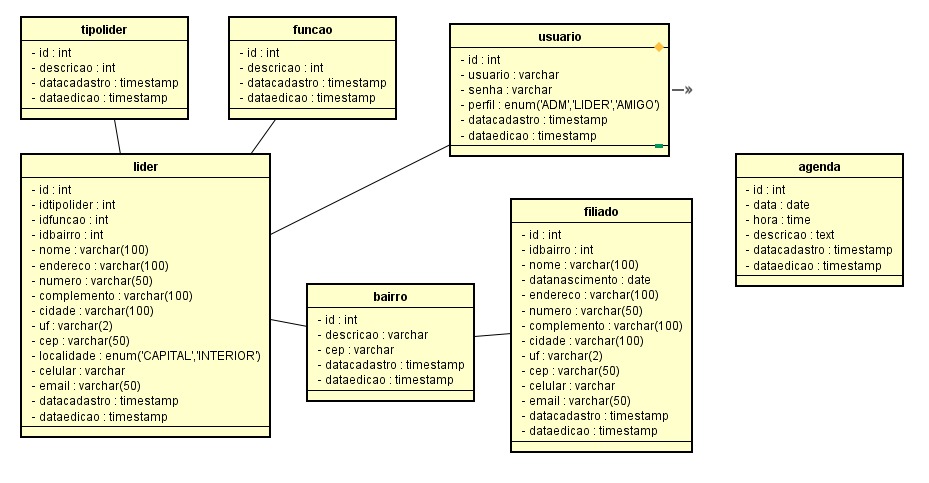 tipolider
- id : int
- descricao : int
- datacadastro : timestamp
- dataedicao : timestamp
funcao
- id : int
- descricao : int
- datacadastro : timestamp
- dataedicao : timestamp
usuario
- id : int
- usuario : varchar
- senha : varchar
- perfil : enum('ADM','LIDER','AMIGO')
- datacadastro : timestamp
- dataedicao : timestamp
lider
- id : int
- idtipolider : int
- idfuncao : int
- idbairro : int
- nome : varchar(100)
- endereco : varchar(100)
- numero : varchar(50)
- complemento : varchar(100)
- cidade : varchar(100)
- uf : varchar(2)
- cep : varchar(50)
- localidade : enum('CAPITAL','INTERIOR')
- celular : varchar
- email : varchar(50)
- datacadastro : timestamp
- dataedicao : timestamp
bairro
- id : int
- descricao : varchar
- cep : varchar
- datacadastro : timestamp
- dataedicao : timestamp
filiado
- id : int
- idbairro : int
- nome : varchar(100)
- datanascimento : date
- endereco : varchar(100)
- numero : varchar(50)
- complemento : varchar(100)
- cidade : varchar(100)
- uf : varchar(2)
- cep : varchar(50)
- celular : varchar
- email : varchar(50)
- datacadastro : timestamp
- dataedicao : timestamp
agenda
- id : int
- data : date
- hora : time
- descricao : text
- datacadastro : timestamp
- dataedicao : timestamp